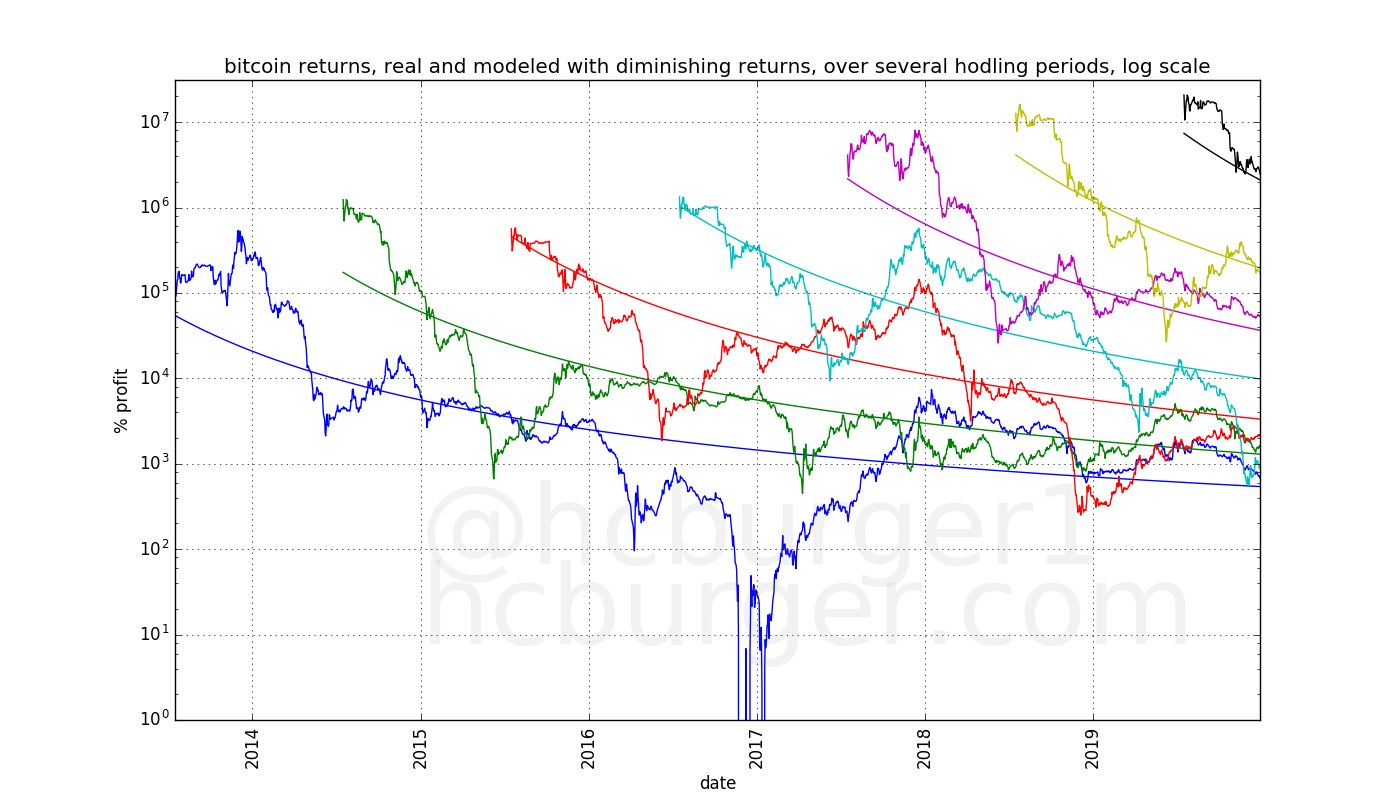 bitcoin returns, real and modeled with diminishing returns, over several hodling periods, log scale
% profit
10^7
10^6
10^5
10^4
10^3
10^2
10^1
10^0
@hcburger1
hcburger.com
2014 2015 2016 2017 2018 2019
date